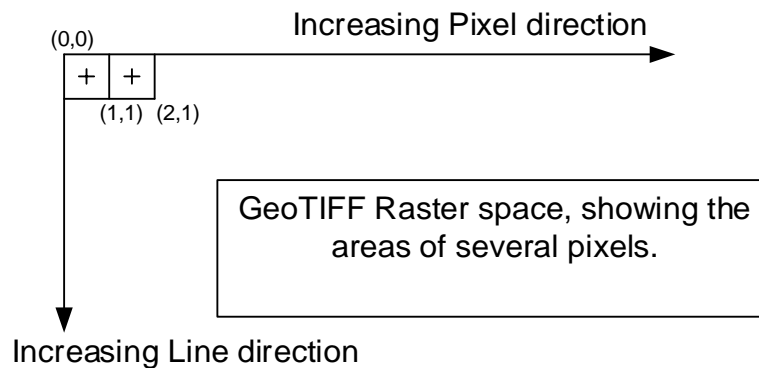 Increasing Pixel direction
(0,0)
+ +
(1,1) (2,1)
GeoTIFF Raster space, showing the
areas of several pixels.
Increasing Line direction